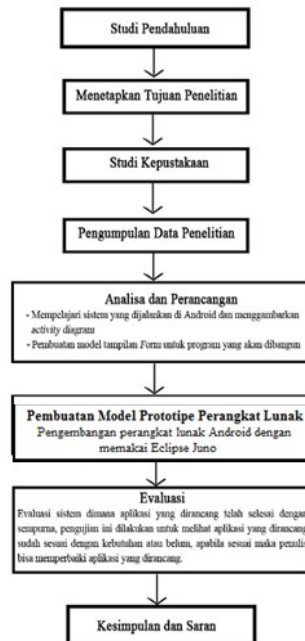 Studi Pendahuluan
Menetapkan Tujuan Penelitian
Studi Kepustakaan
Pengumpulan Data Penelitian
Analisa dan Perancangan
- Mempelajari sistem yang dijalankan di Android dan menggambarkan
activity diagram
- Pembuatan model tampilan Form untuk program yang akan dibangun
Pembuatan Model Prototipe Perangkat Lunak
Pengembangan perangkat lunak Android dengan
memakai Eclipse Juno
Evaluasi
Evaluasi sistem dimana aplikasi yang dirancang telah selesai dengan
sempurna, pengujian ini dilakukan untuk melihat aplikasi yang dirancang
sudah sesuai dengan kebutuhan atau belum, apabila sesuai maka penulis
bisa memperbaiki aplikasi yang dirancang.
Kesimpulan dan Saran